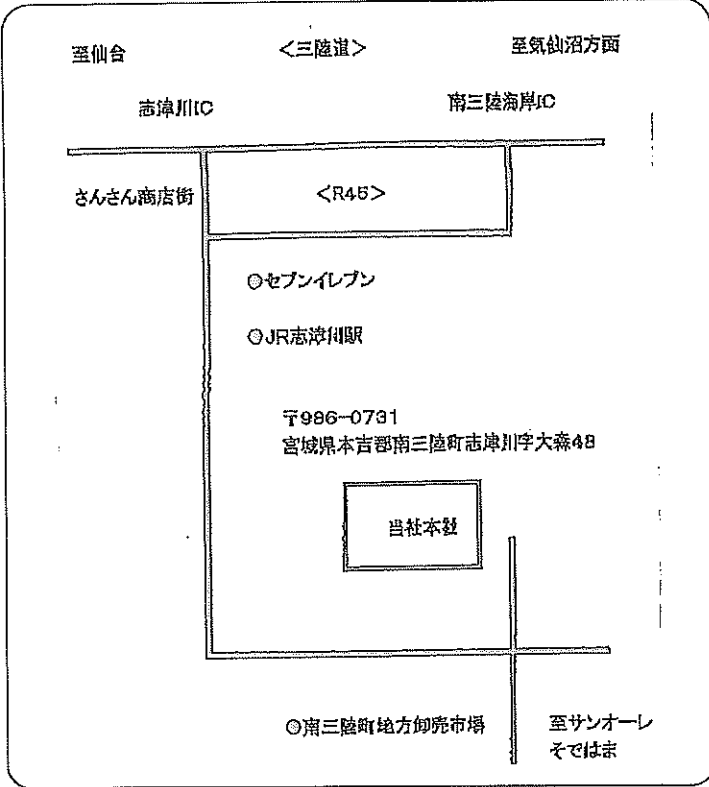 至仙台 <三陸道> 至気仙沼方面
志津川IC 南三陸海岸IC
さんさん商店街 <R45>
◎セブンイレブン
◎JR志津川駅
〒986-0731
宮城県本吉郡南三陸町志津川字大森48
当社本社
◎南三陸町地方卸売市場 至サンオーレ
そではま